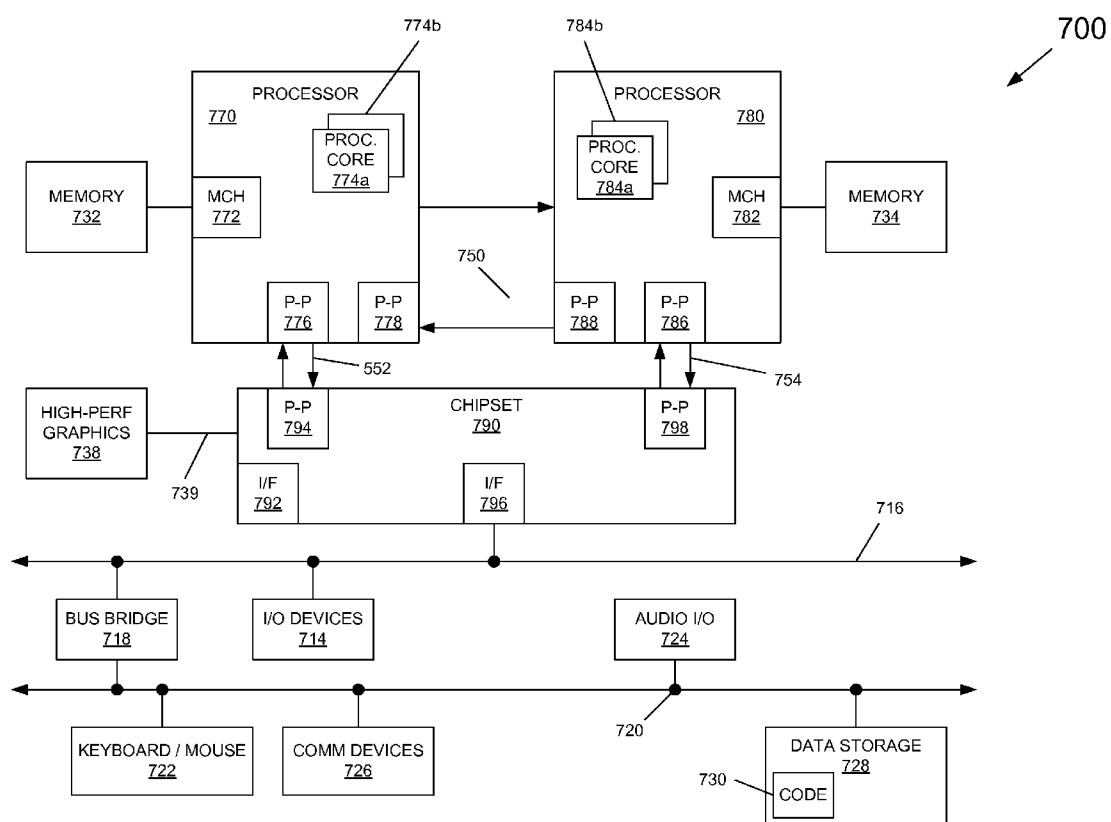 700
774b
784b
PROCESSOR
770
PROC.
CORE
774a
PROCESSOR
780
PROC.
CORE
784a
MEMORY
732
MCH
772
MCH
782
MEMORY
734
750
P-P
776
P-P
778
P-P
788
P-P
786
552
754
HIGH-PERF
GRAPHICS
738
739
P-P
794
CHIPSET
790
P-P
798
I/F
792
I/F
796
716
BUS BRIDGE
718
I/O DEVICES
714
AUDIO I/O
724
720
KEYBOARD / MOUSE
722
COMM DEVICES
726
DATA STORAGE
728
730
CODE